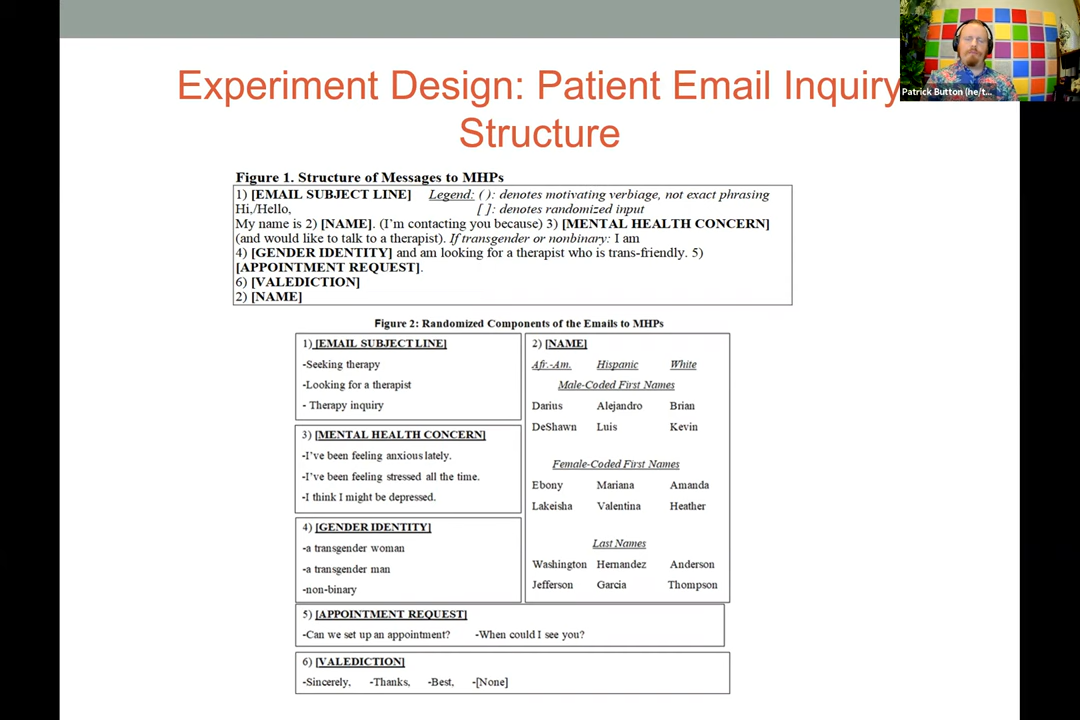 Experiment Design: Patient Email Inquiry
Structure
Patrick Button (he/t...
Figure 1. Structure of Messages to MHPs
1) [EMAIL SUBJECT LINE] Legend: ( ): denotes motivating verbiage, not exact phrasing
Hi,/Hello, [ ]: denotes randomized input
My name is 2) [NAME]. (I'm contacting you because) 3) [MENTAL HEALTH CONCERN]
(and would like to talk to a therapist). If transgender or nonbinary: I am
4) [GENDER IDENTITY] and am looking for a therapist who is trans-friendly. 5)
[APPOINTMENT REQUEST].
6) [VALEDICTION]
2) [NAME]
Figure 2: Randomized Components of the Emails to MHPs
1) [EMAIL SUBJECT LINE]
-Seeking therapy
-Looking for a therapist
- Therapy inquiry
3) [MENTAL HEALTH CONCERN]
-I've been feeling anxious lately.
-I've been feeling stressed all the time.
-I think I might be depressed.
4) [GENDER IDENTITY]
-a transgender woman
-a transgender man
-non-binary
2) [NAME]
Afr.-Am. Hispanic White
Male-Coded First Names
Darius Alejandro Brian
DeShawn Luis Kevin
Female-Coded First Names
Ebony Mariana Amanda
Lakeisha Valentina Heather
Last Names
Washington Hernandez Anderson
Jefferson Garcia Thompson
5) [APPOINTMENT REQUEST]
-Can we set up an appointment? -When could I see you?
6) [VALEDICTION]
-Sincerely, -Thanks, -Best, -[None]